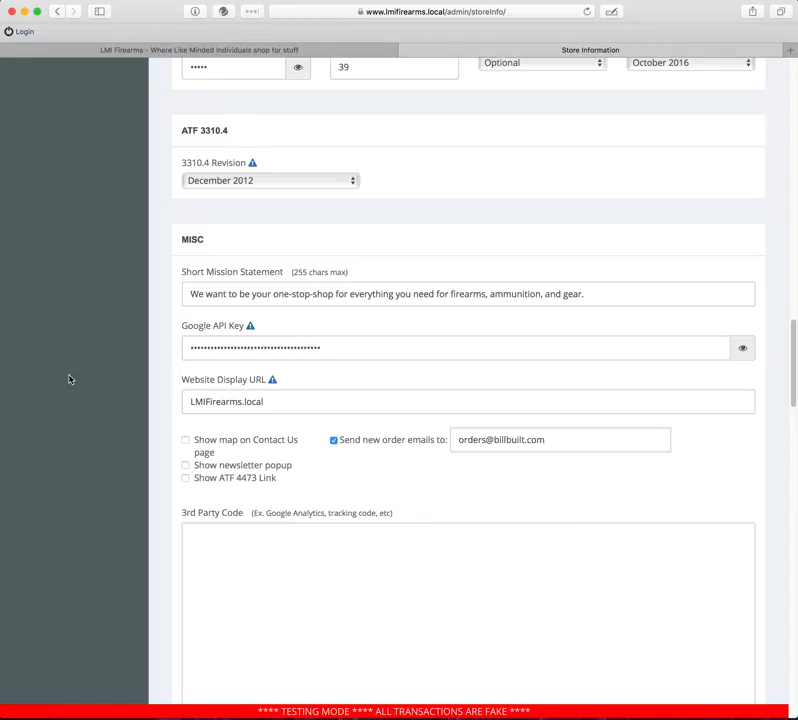 www.lmifirearms.local/admin/storeInfo/
Login
LMI Firearms - Where Like Minded Individuals shop for stuff
Store Information
•••••
39
Optional
October 2016
ATF 3310.4
3310.4 Revision
December 2012
MISC
Short Mission Statement (255 chars max)
We want to be your one-stop-shop for everything you need for firearms, ammunition, and gear.
Google API Key
•••••••••••••••••••••••••••••••••••••••
Website Display URL
LMIFirearms.local
Show map on Contact Us
page
Send new order emails to: orders@billbuilt.com
Show newsletter popup
Show ATF 4473 Link
3rd Party Code (Ex. Google Analytics, tracking code, etc)
**** TESTING MODE **** ALL TRANSACTIONS ARE FAKE ****